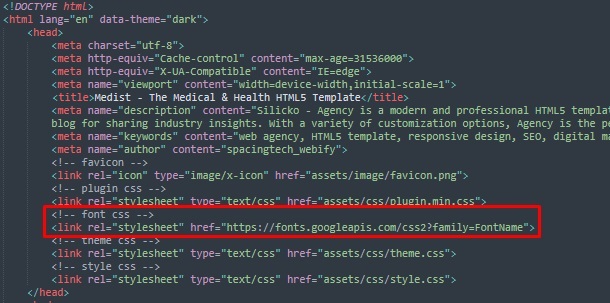 <!DOCTYPE html>
<html lang="en" data-theme="dark">
<head>
<meta charset="utf-8">
<meta http-equiv="Cache-control" content="max-age=31536000">
<meta http-equiv="X-UA-Compatible" content="IE=edge">
<meta name="viewport" content="width=device-width,initial-scale=1">
<title>Medist - The Medical & Health HTML5 Template</title>
<meta name="description" content="Silicko - Agency is a modern and professional HTML5 templat
blog for sharing industry insights. With a variety of customization options, Agency is the pe
<meta name="keywords" content="web agency, HTML5 template, responsive design, SEO, digital ma
<meta name="author" content="spacingtech_webify">
<!-- favicon -->
<link rel="icon" type="image/x-icon" href="assets/image/favicon.png">
<!-- plugin css -->
<link rel="stylesheet" type="text/css" href="assets/css/plugin.min.css">
<!-- font css -->
<link rel="stylesheet" href="https://fonts.googleapis.com/css2?family=FontName">
<!-- theme css -->
<link rel="stylesheet" type="text/css" href="assets/css/theme.css">
<!-- style css -->
<link rel="stylesheet" type="text/css" href="assets/css/style.css">
</head>